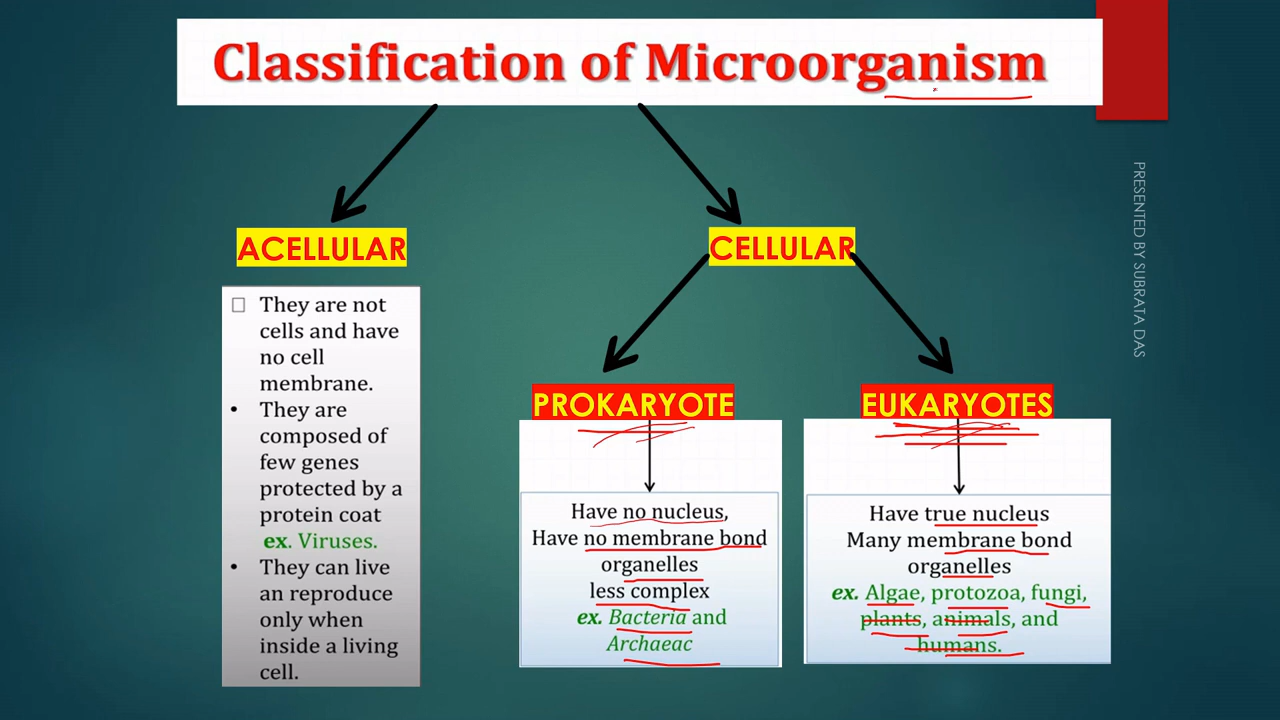 Classification of Microorganism
PRESENTED BY SUBRATA DAS
ACELLULAR
They are not
cells and have
no cell
membrane.
• They are
composed of
few genes
protected by a
protein coat
ex. Viruses.
• They can live
an reproduce
only when
inside a living
cell.
CELLULAR
PROKARYOTE
Have no nucleus,
Have no membrane bond
organelles
less complex
ex. Bacteria and
Archaeac
EUKARYOTES
Have true nucleus
Many membrane bond
organelles
ex. Algae, protozoa, fungi,
plants, animals, and
humans.